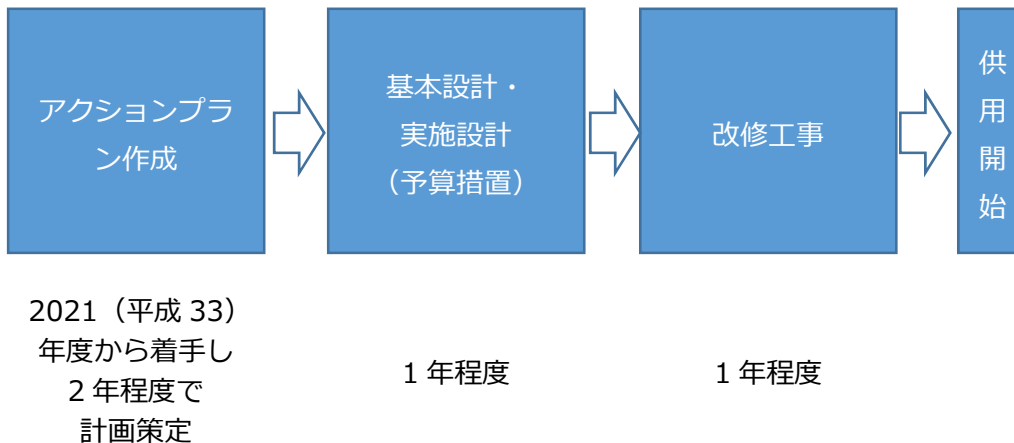 アクションプラ
ン作成
基本設計・
実施設計
（予算措置）
改修工事
供
用
開
始
2021（平成 33）
年度から着手し
2 年程度で
計画策定
1 年程度
1 年程度